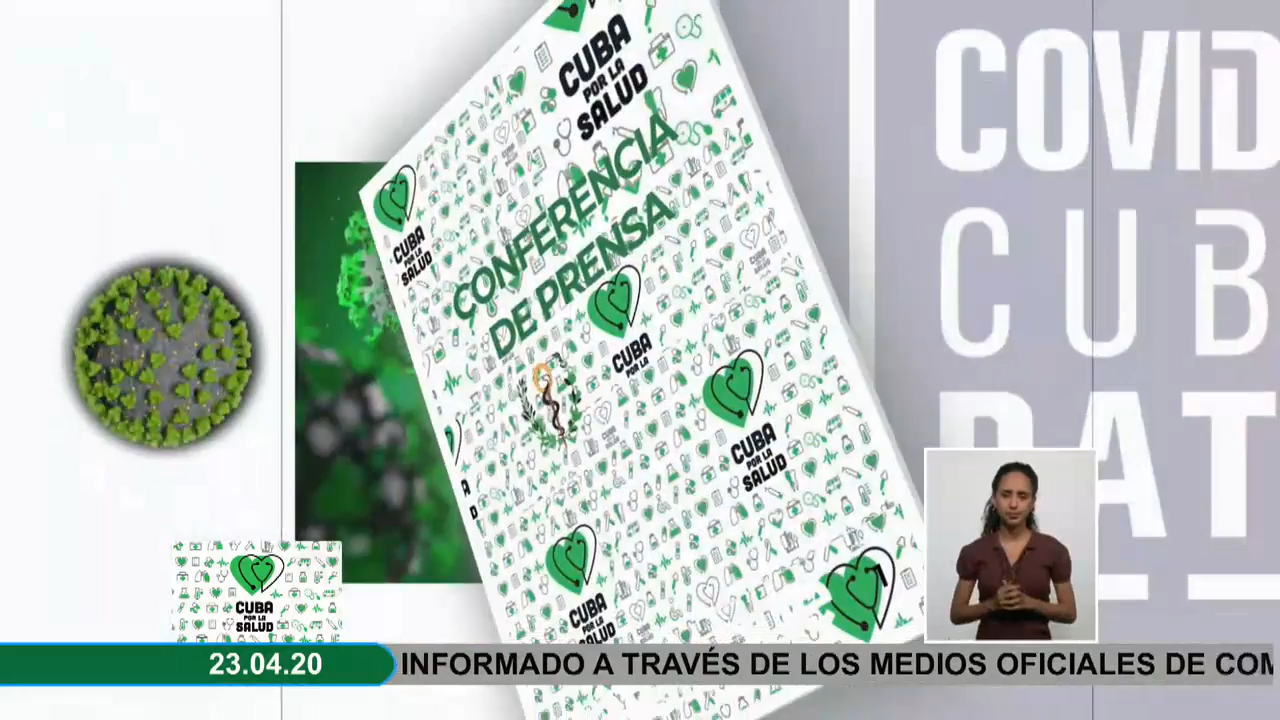 CUBA
POR LA
SALUD
CONFERENCIA
DE PRENSA
CUBA
POR LA
SALUD
CUBA
POR LA
CUBA
POR LA
SALUD
CUBA
POR LA
SALUD
COVID
CUB
DAT
CUBA
POR LA
SALUD
23.04.20
INFORMADO A TRAVÉS DE LOS MEDIOS OFICIALES DE COM